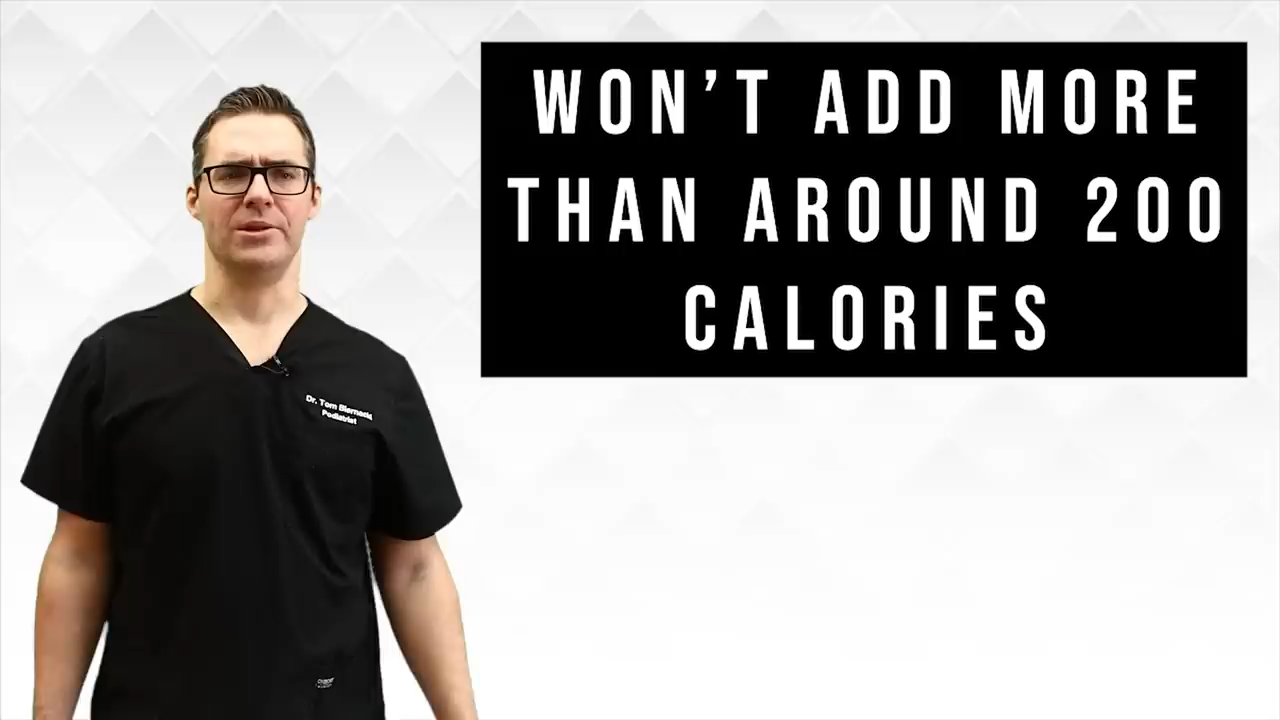 WON'T ADD MORE
THAN AROUND 200
CALORIES
Dr. Tom Biernacki
Podiatrist